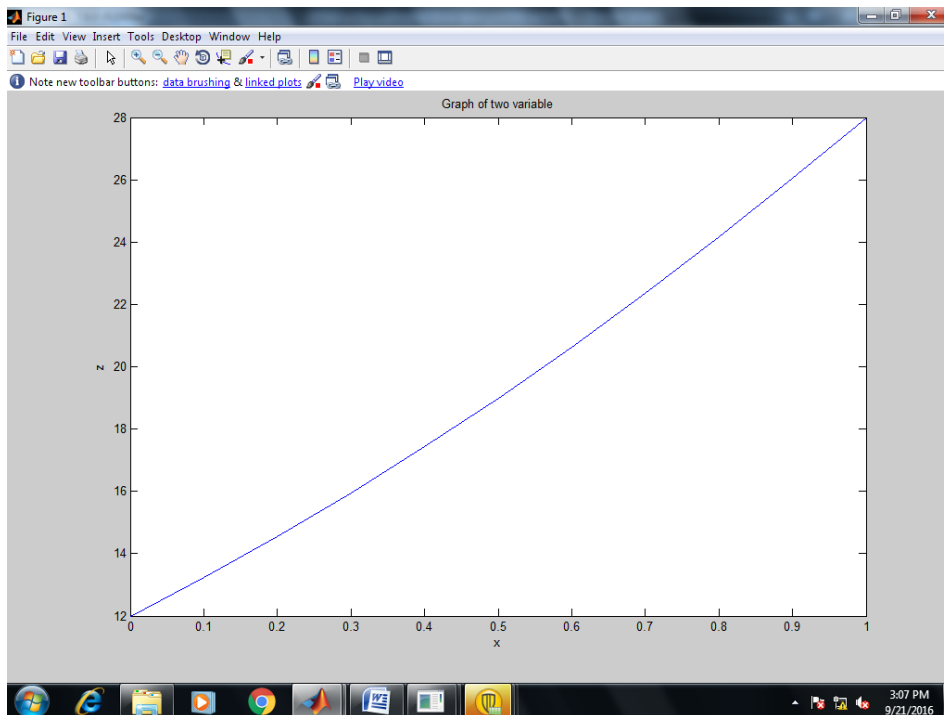 Figure 1
File Edit View Insert Tools Desktop Window Help
Note new toolbar buttons: data brushing & linked plots Play video
Graph of two variable
28
26
24
22
z 20
18
16
14
12
0 0.1 0.2 0.3 0.4 0.5 0.6 0.7 0.8 0.9 1
x
3:07 PM
9/21/2016